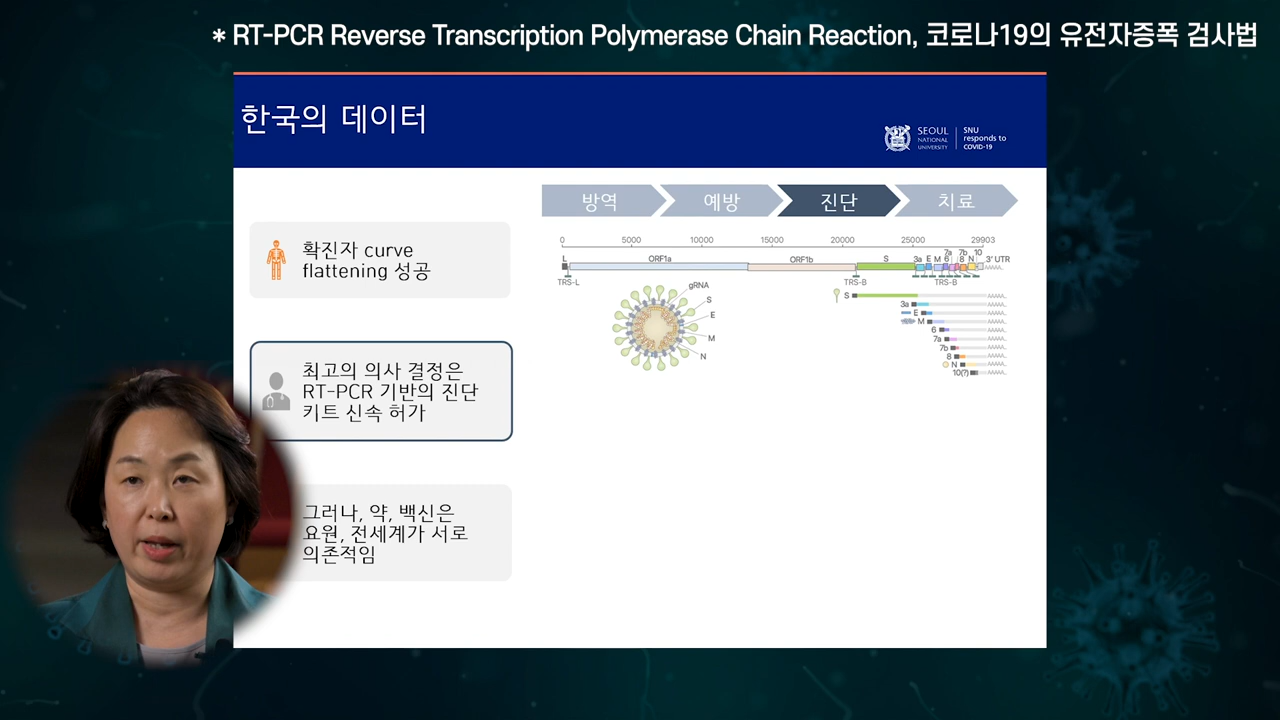 * RT-PCR Reverse Transcription Polymerase Chain Reaction, 코로나19의 유전자증폭 검사법
한국의 데이터
SEOUL
NATIONAL
UNIVERSITY
SNU
responds to
COVID-19
방역
예방
진단
치료
확진자 curve
flattening 성공
최고의 의사 결정은
RT-PCR 기반의 진단
키트 신속 허가
그러나, 약, 백신은
요원, 전세계가 서로
의존적임
0 5000 10000 15000 20000 25000 29903
L ORF1a ORF1b S 3a E M 6 7a 7b 8 N 10 3' UTR
TRS-L TRS-B TRS-B
gRNA
S
E
M
N
S
3a
E
M
6
7a
7b
8
N
10(?)